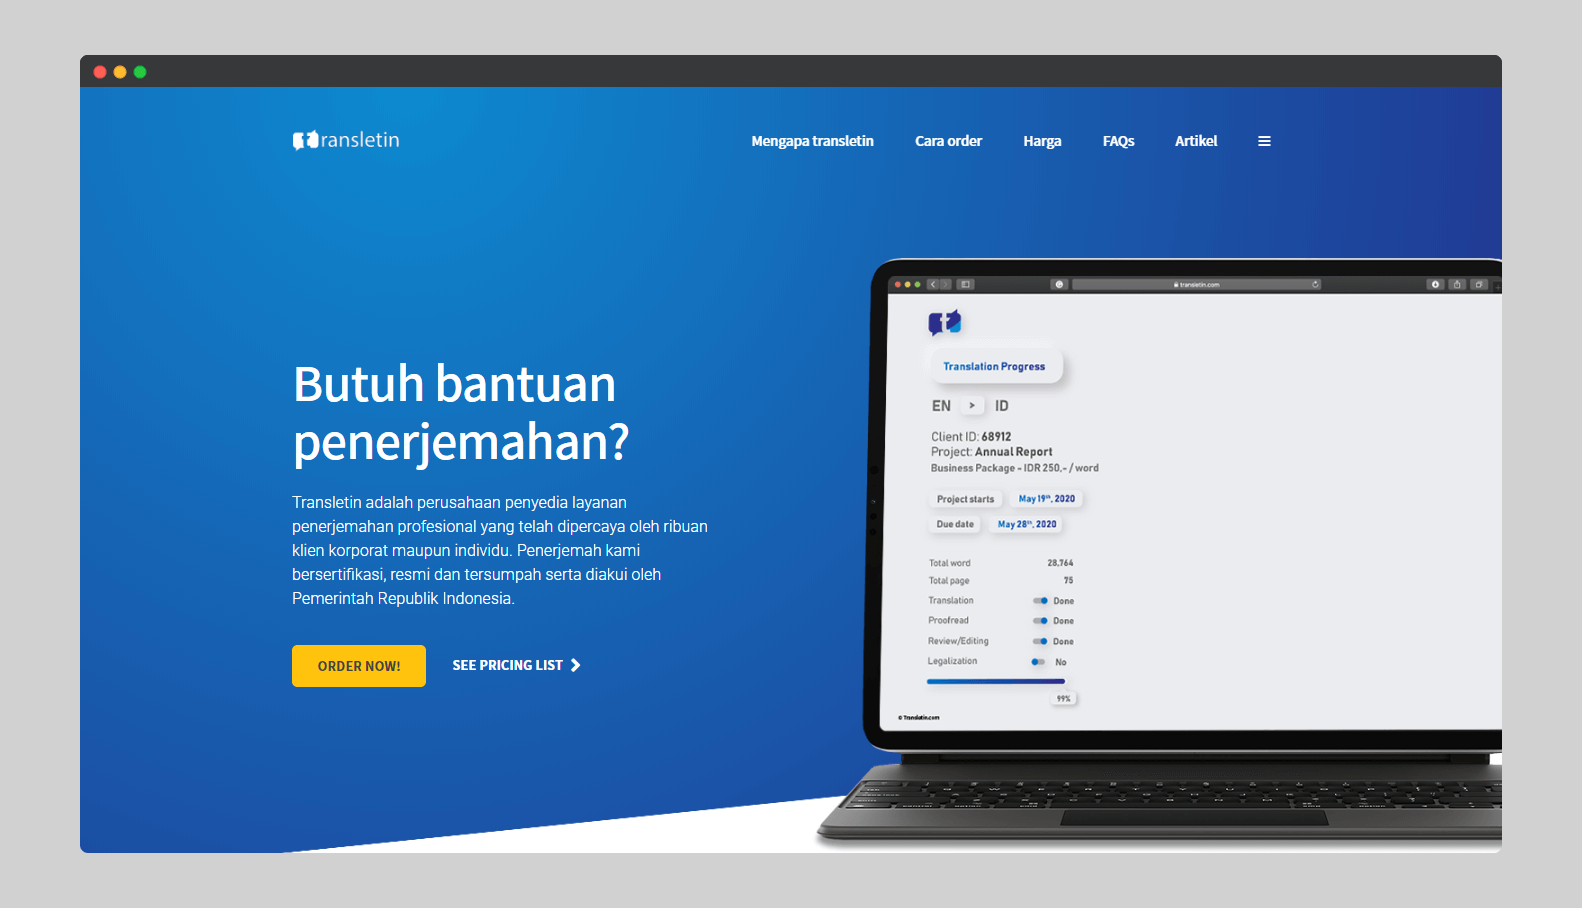 transletin
Mengapa transletin
Cara order
Harga
FAQs
Artikel
Butuh bantuan
penerjemahan?
Transletin adalah perusahaan penyedia layanan
penerjemahan profesional yang telah dipercaya oleh ribuan
klien korporat maupun individu. Penerjemah kami
bersertifikasi, resmi dan tersumpah serta diakui oleh
Pemerintah Republik Indonesia.
ORDER NOW!
SEE PRICING LIST
transletin.com
Translation Progress
EN > ID
Client ID: 68912
Project: Annual Report
Business Package - IDR 250,- / word
Project starts May 19th, 2020
Due date May 28th, 2020
Total word 28,764
Total page 75
Translation Done
Proofread Done
Review/Editing Done
Legalization No
99%
© Transletin.com